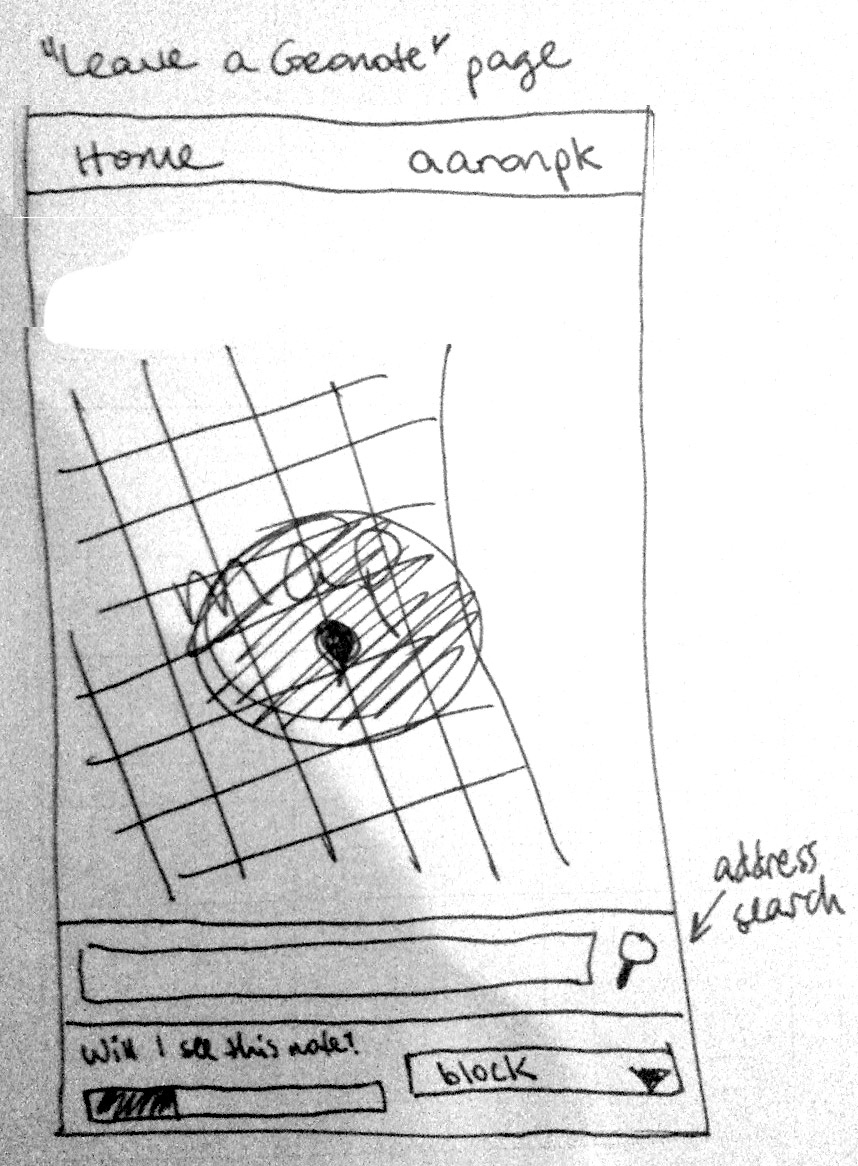 "Leave a Geonote" page
Home aaronpk
map
address
search
Will I see this note?
block